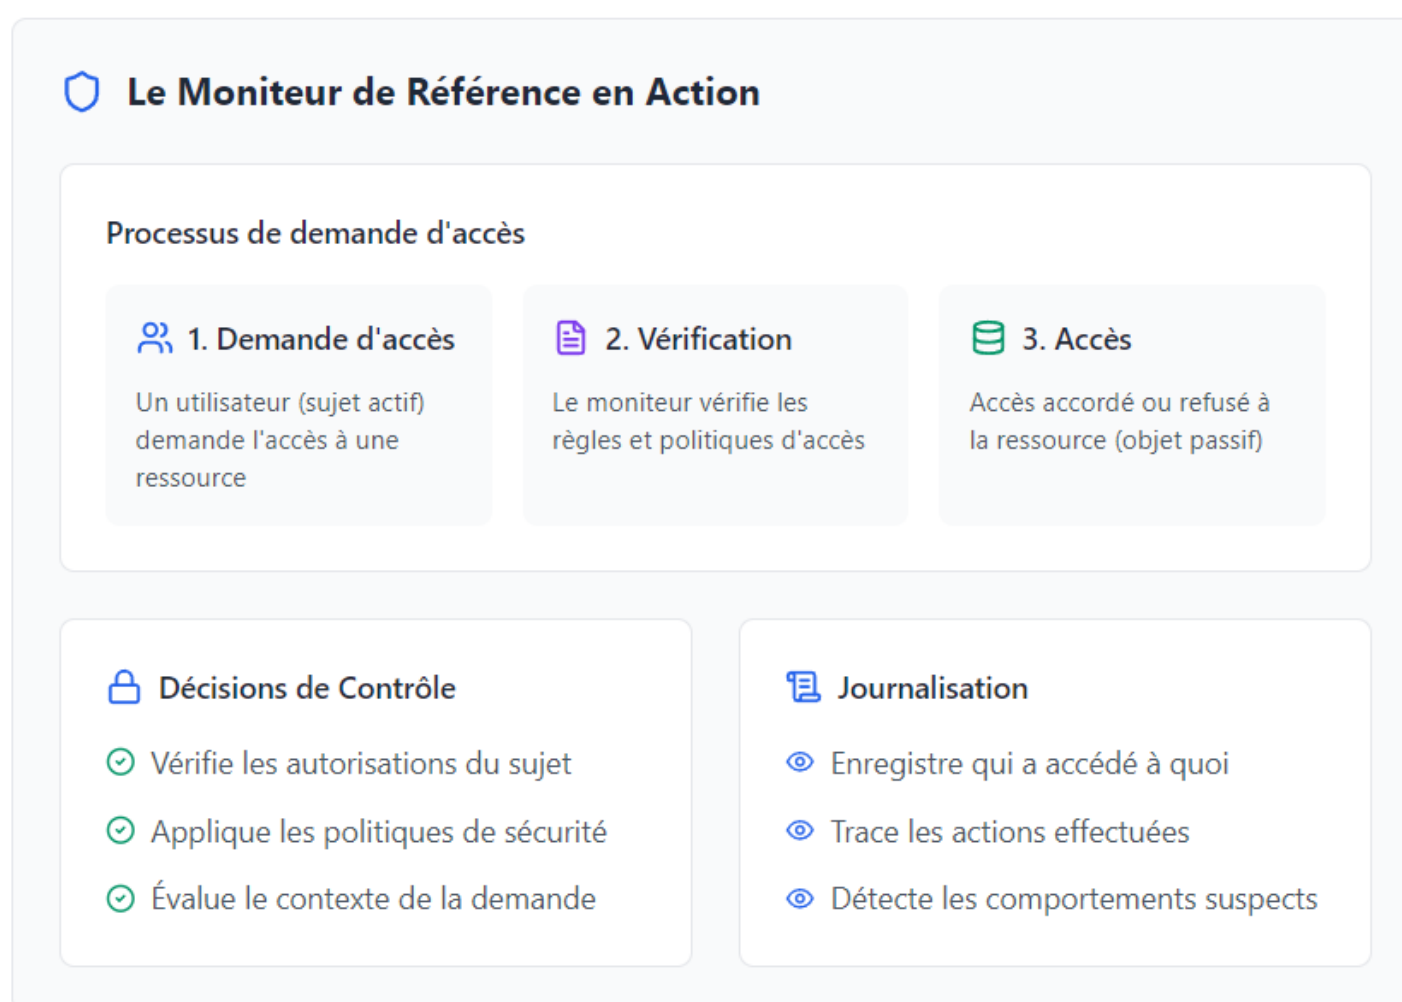 Le Moniteur de Référence en Action
Processus de demande d'accès
1. Demande d'accès
Un utilisateur (sujet actif)
demande l'accès à une
ressource
2. Vérification
Le moniteur vérifie les
règles et politiques d'accès
3. Accès
Accès accordé ou refusé à
la ressource (objet passif)
Décisions de Contrôle
Vérifie les autorisations du sujet
Applique les politiques de sécurité
Évalue le contexte de la demande
Journalisation
Enregistre qui a accédé à quoi
Trace les actions effectuées
Détecte les comportements suspects